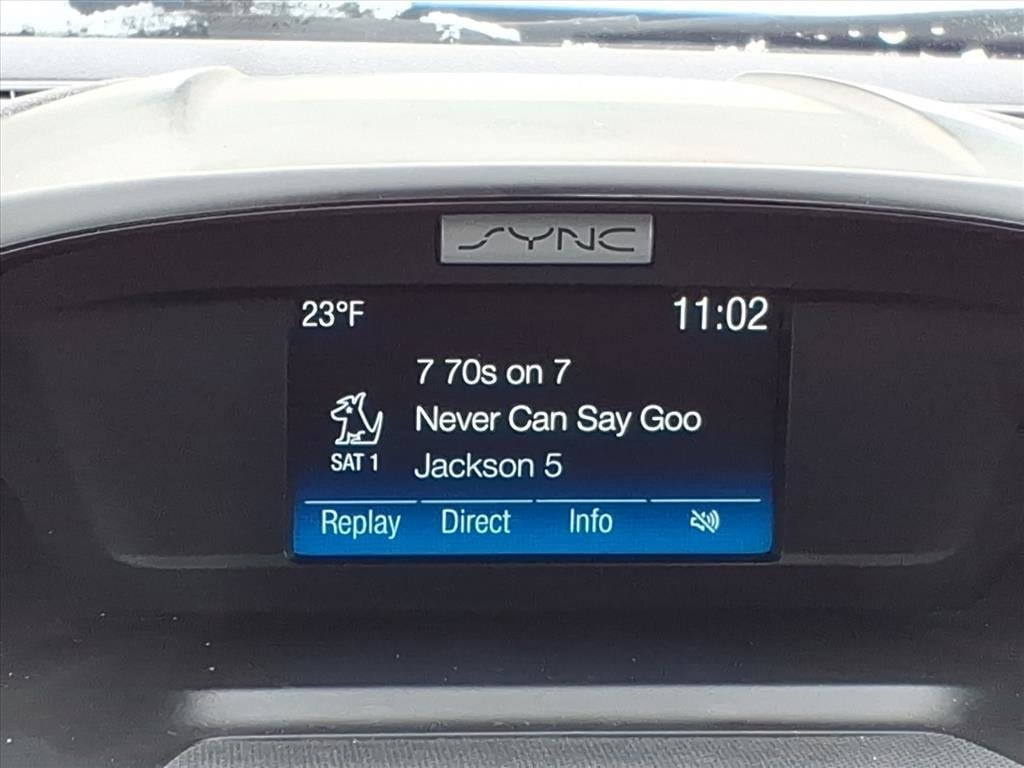 SYNC
23°F 11:02
7 70s on 7
Never Can Say Goo
SAT 1 Jackson 5
Replay Direct Info